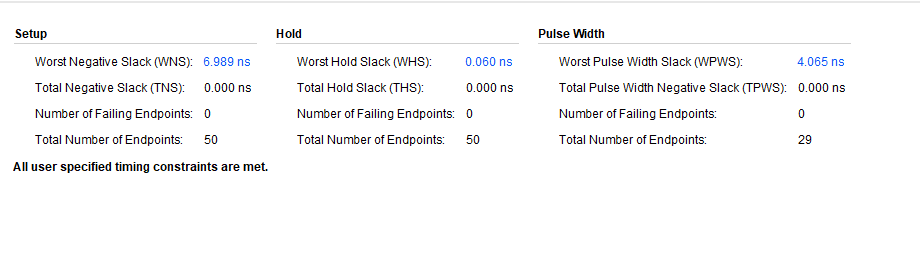 Setup Hold Pulse Width
Worst Negative Slack (WNS): 6.989 ns Worst Hold Slack (WHS): 0.060 ns Worst Pulse Width Slack (WPWS): 4.065 ns
Total Negative Slack (TNS): 0.000 ns Total Hold Slack (THS): 0.000 ns Total Pulse Width Negative Slack (TPWS): 0.000 ns
Number of Failing Endpoints: 0 Number of Failing Endpoints: 0 Number of Failing Endpoints: 0
Total Number of Endpoints: 50 Total Number of Endpoints: 50 Total Number of Endpoints: 29
All user specified timing constraints are met.